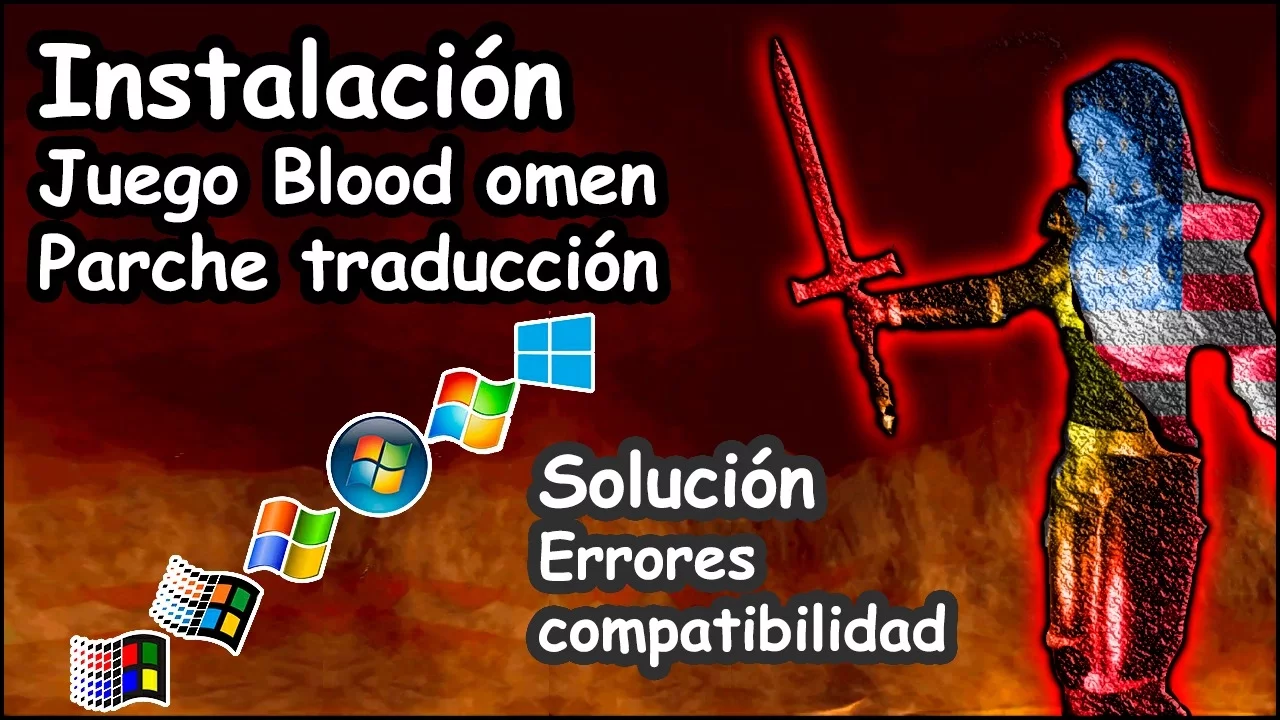 Instalación
Juego Blood omen
Parche traducción
Solución
Errores
compatibilidad